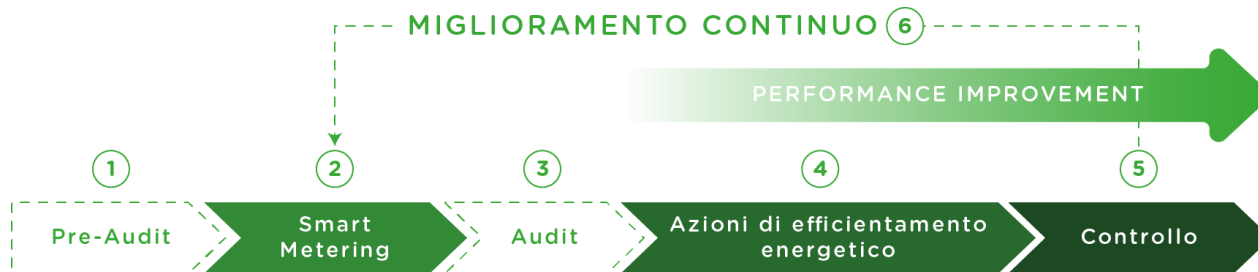 MIGLIORAMENTO CONTINUO 6
PERFORMANCE IMPROVEMENT
1
2
3
4
5
Pre-Audit
Smart
Metering
Audit
Azioni di efficientamento
energetico
Controllo